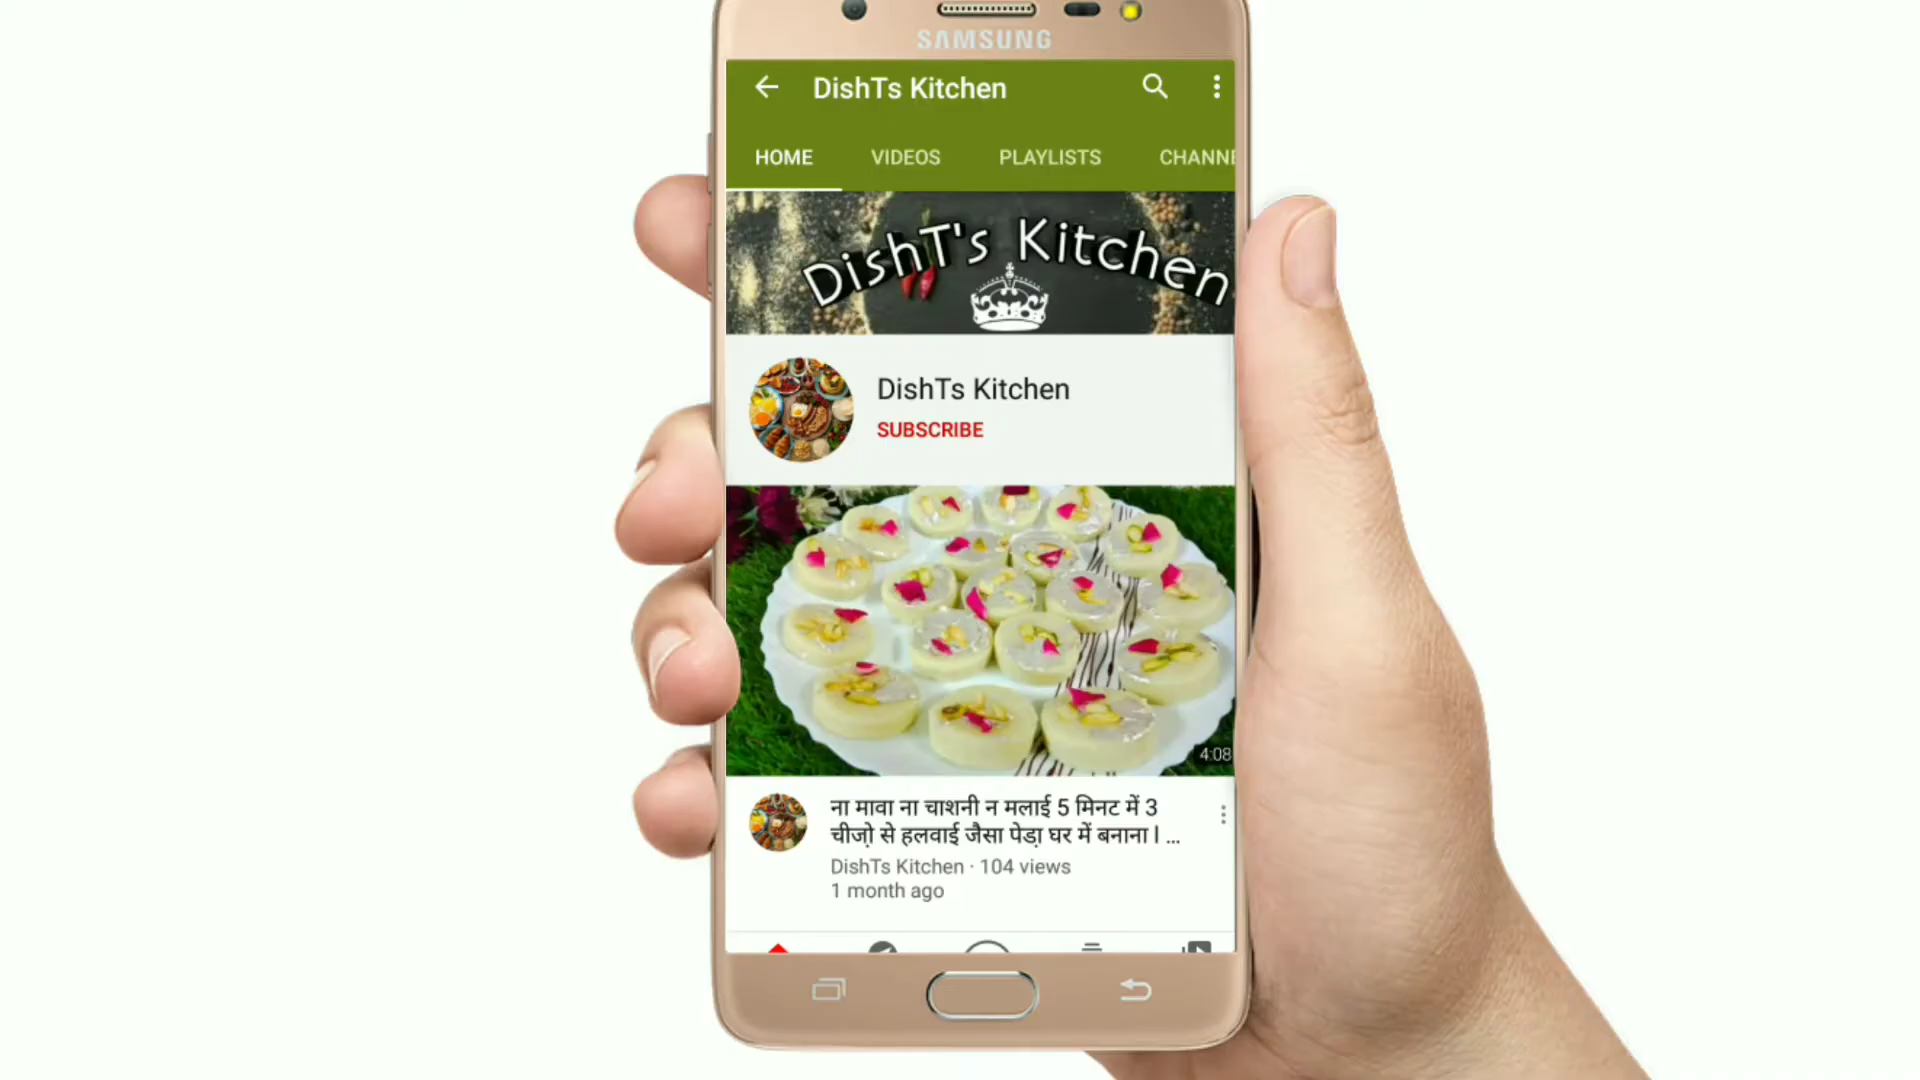 SAMSUNG
DishTs Kitchen
HOME VIDEOS PLAYLISTS CHANNE
DishT's Kitchen
DishTs Kitchen
SUBSCRIBE
4:08
ना मावा ना चाशनी न मलाई 5 मिनट में 3
चीजो़ से हलवाई जैसा पेडा़ घर में बनाना l ...
DishTs Kitchen · 104 views
1 month ago